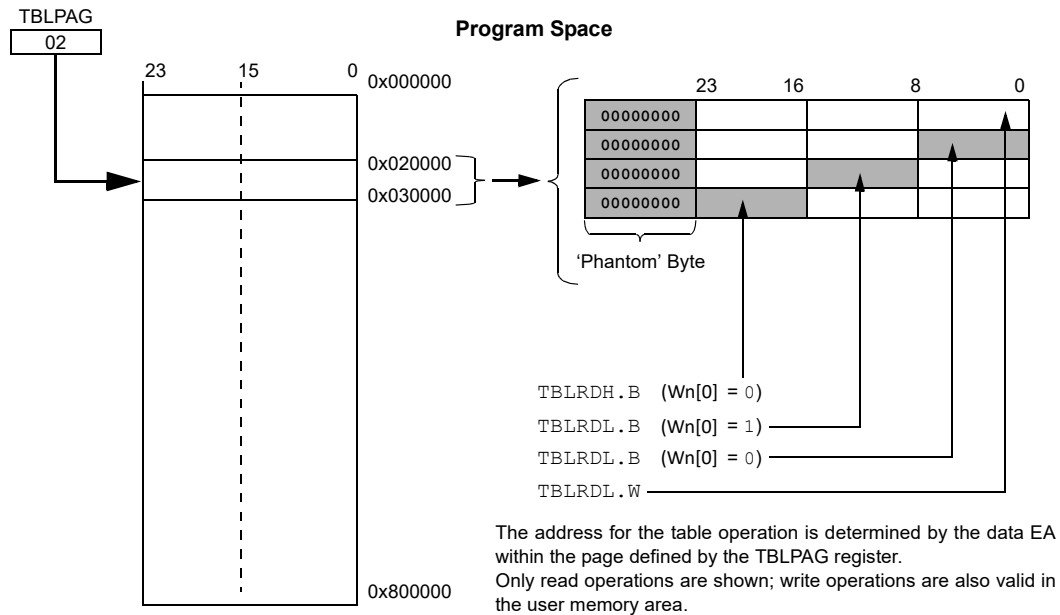 TBLPAG
02
Program Space
23 15 0
0x000000
0x020000
0x030000
0x800000
23 16 8 0
00000000
00000000
00000000
00000000
‘Phantom’ Byte
TBLRDH.B (Wn[0] = 0)
TBLRDL.B (Wn[0] = 1)
TBLRDL.B (Wn[0] = 0)
TBLRDL.W
The address for the table operation is determined by the data EA
within the page defined by the TBLPAG register.
Only read operations are shown; write operations are also valid in
the user memory area.